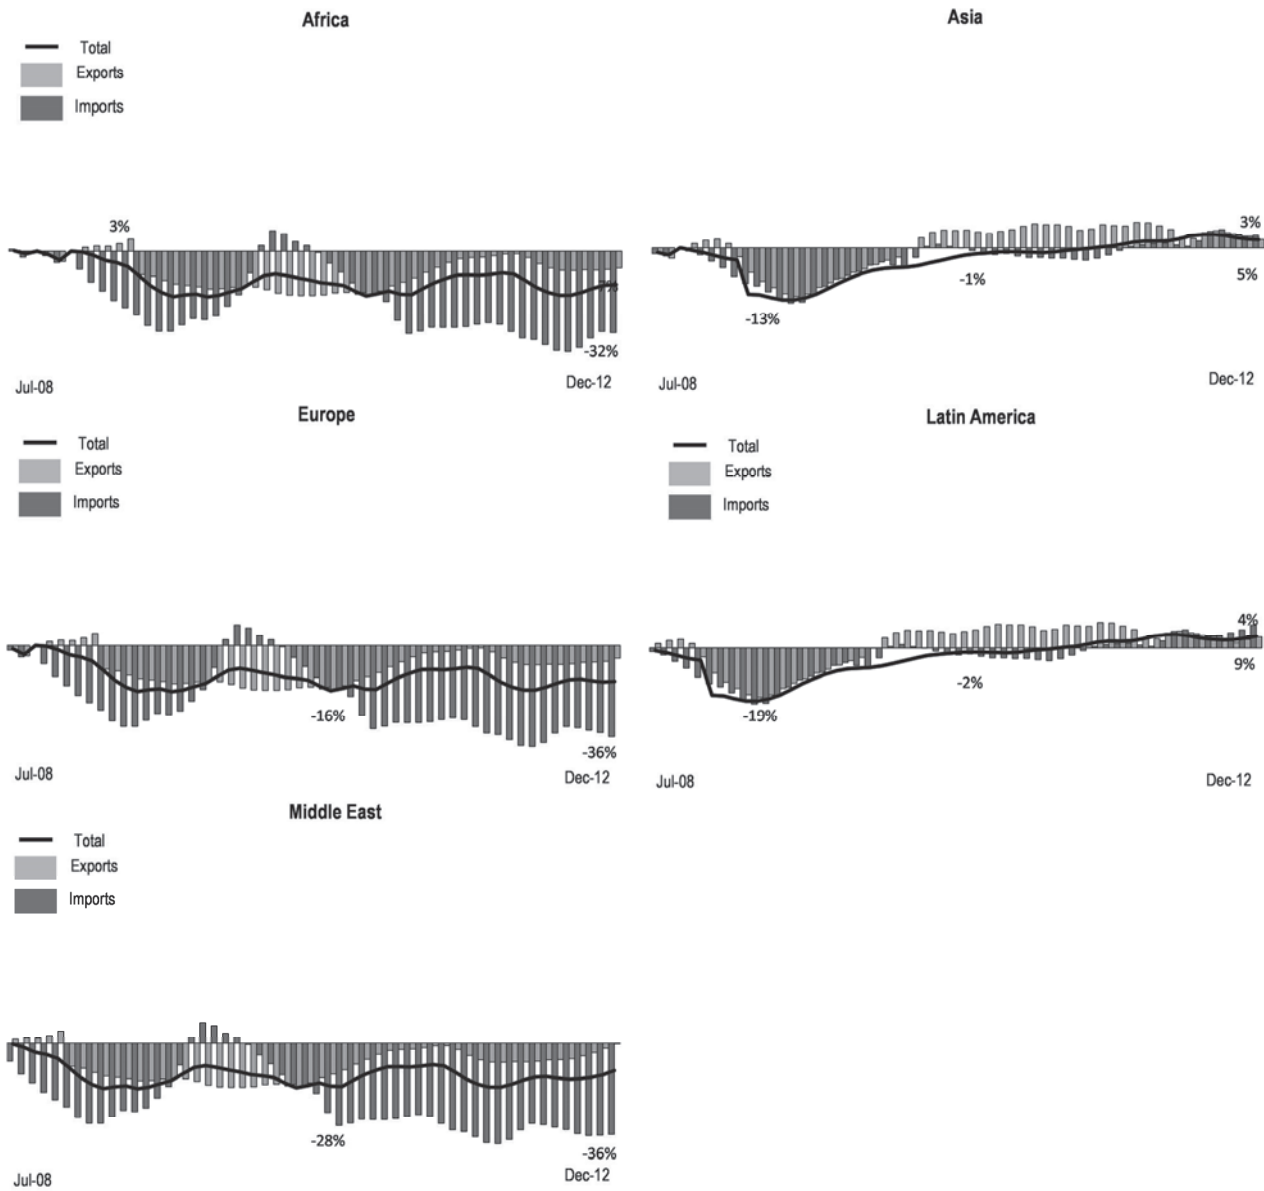 Africa
Total
Exports
Imports
3%
-32%
Jul-08
Dec-12
Asia
3%
-1%
5%
-13%
Jul-08
Dec-12
Europe
Total
Exports
Imports
-16%
-36%
Jul-08
Dec-12
Latin America
Total
Exports
Imports
4%
9%
-2%
-19%
Jul-08
Dec-12
Middle East
Total
Exports
Imports
-28%
-36%
Jul-08
Dec-12